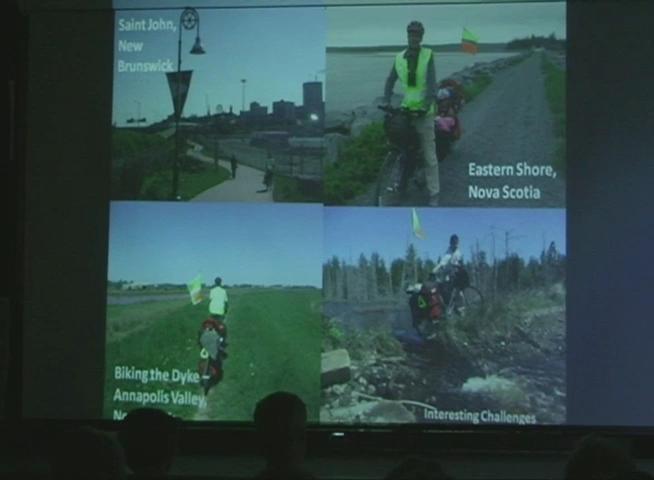 Saint John,
New
Brunswick
Eastern Shore,
Nova Scotia
Biking the Dyke
Annapolis Valley,
Interesting Challenges